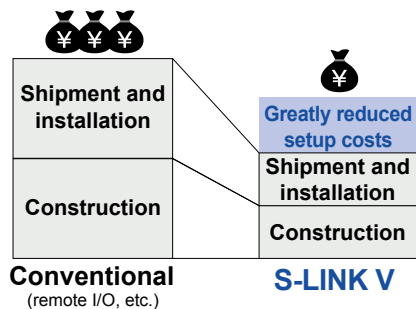 ¥ ¥ ¥
Shipment and
installation
Construction
Conventional
(remote I/O, etc.)
¥
Greatly reduced
setup costs
Shipment and
installation
Construction
S-LINK V